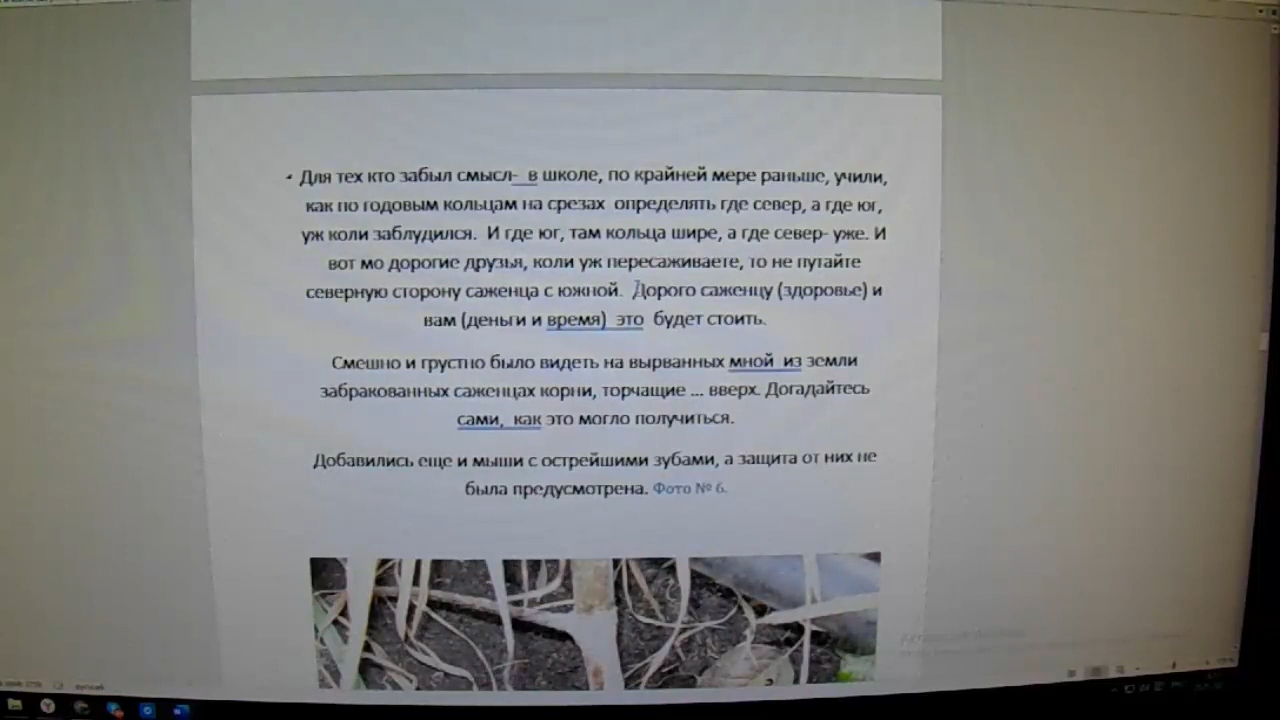 Для тех кто забыл смысл- в школе, по крайней мере раньше, учили,
как по годовым кольцам на срезах определять где север, а где юг,
уж коли заблудился. И где юг, там кольца шире, а где север- уже. И
вот мо дорогие друзья, коли уж пересаживаете, то не путайте
северную сторону саженца с южной. Дорого саженцу (здоровье) и
вам (деньги и время) это будет стоить.
Смешно и грустно было видеть на вырванных мной из земли
забракованных саженцах корни, торчащие ... вверх. Догадайтесь
сами, как это могло получиться.
Добавились еще и мыши с острейшими зубами, а защита от них не
была предусмотрена. Фото № 6.